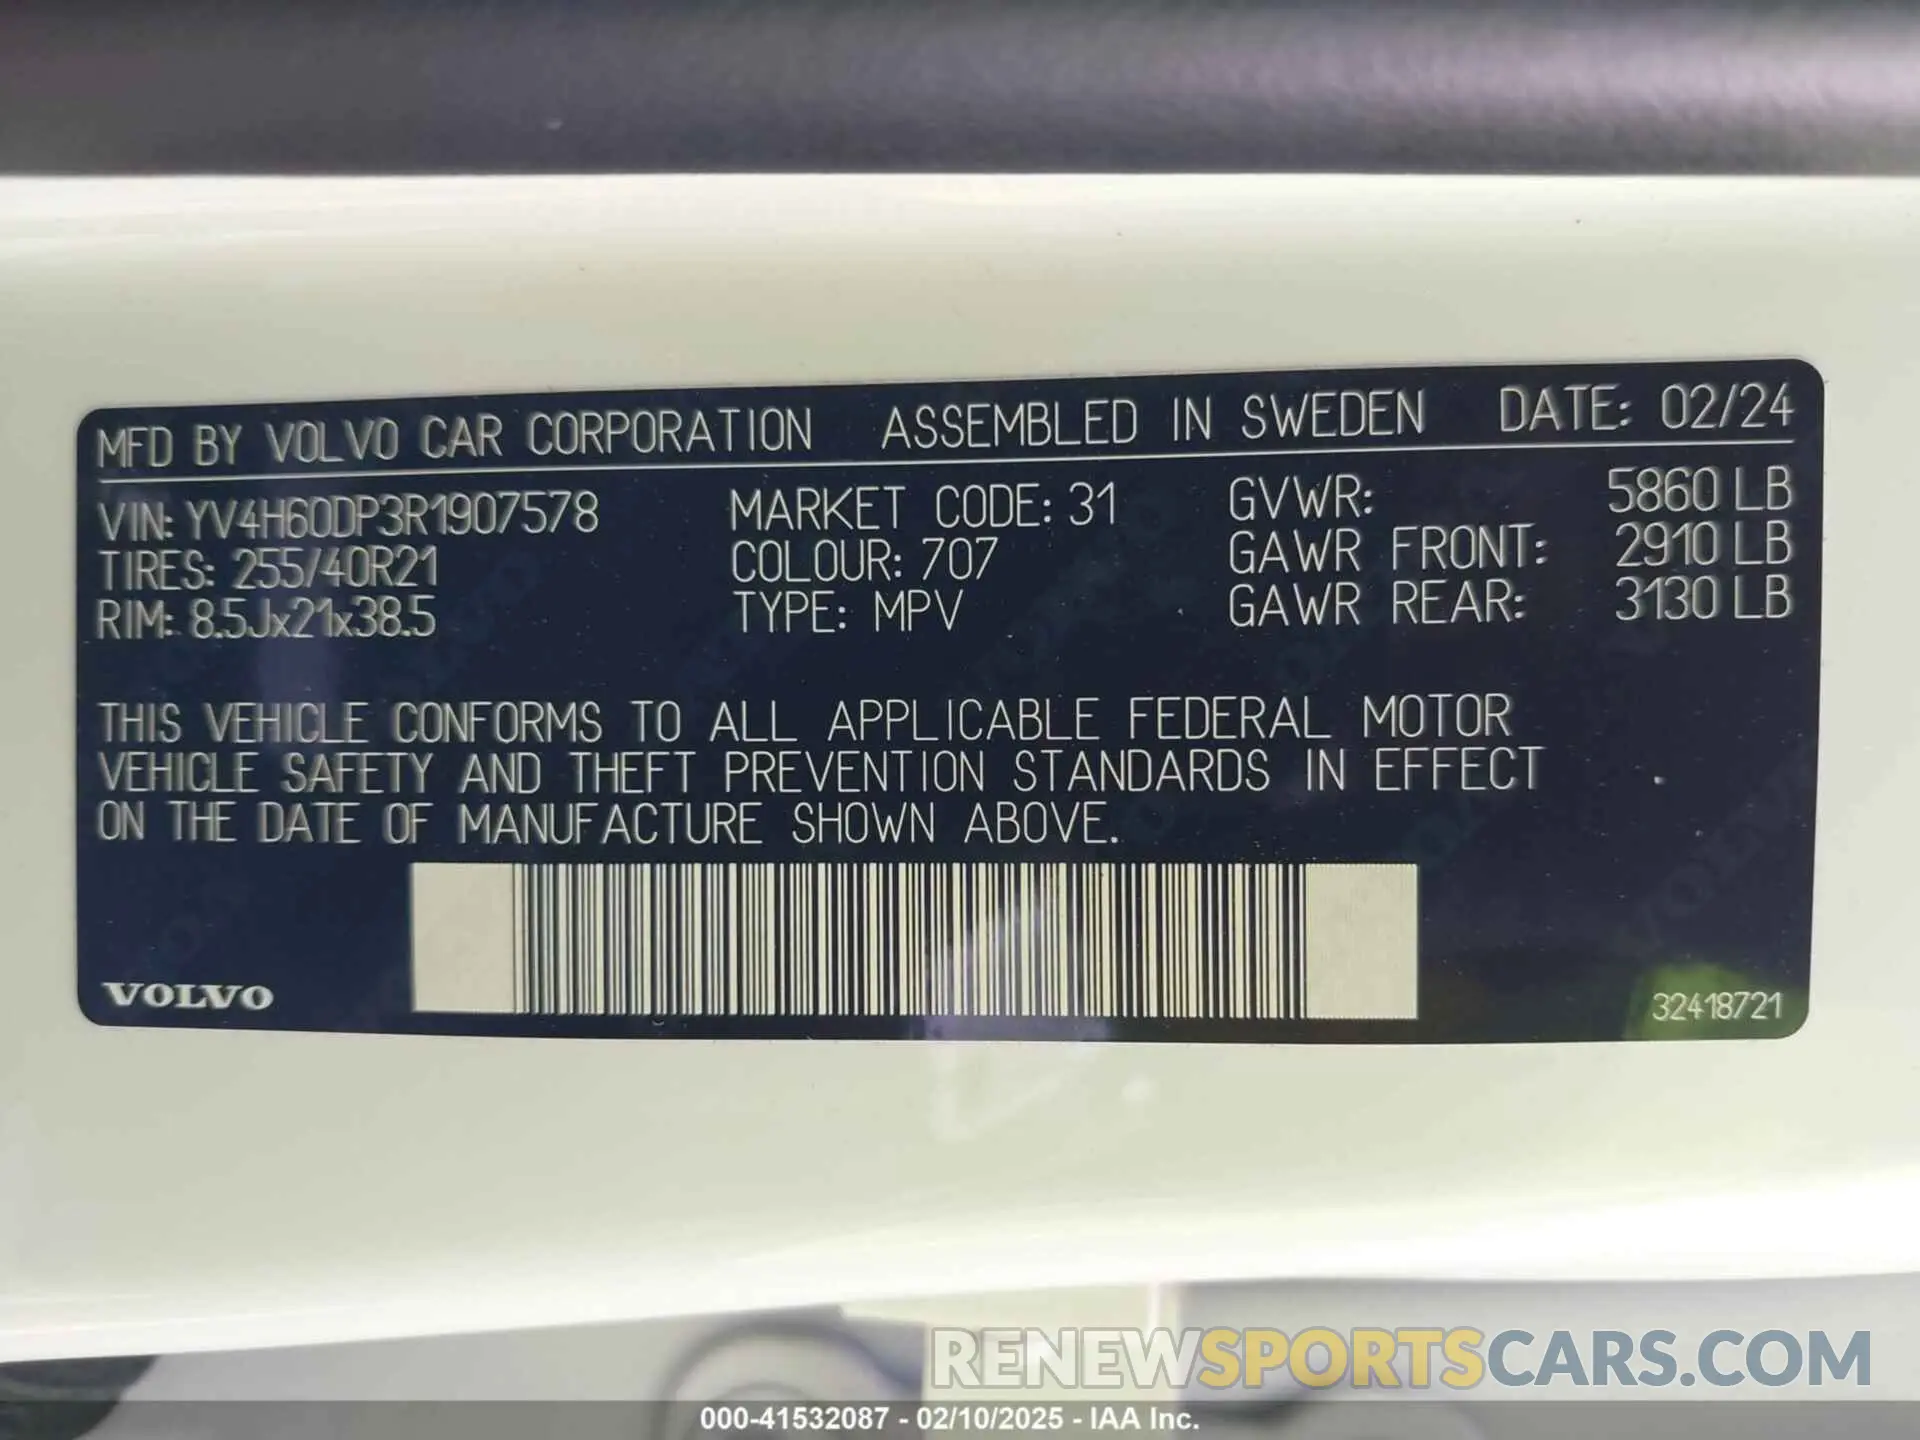 MFD BY VOLVO CAR CORPORATION ASSEMBLED IN SWEDEN DATE: 02/24
VIN: YV4H60DP3R1907578 MARKET CODE: 31 GVWR: 5860 LB
TIRES: 255/40R21 COLOUR: 707 GAWR FRONT: 2910 LB
RIM: 8.5Jx21x38.5 TYPE: MPV GAWR REAR: 3130 LB
THIS VEHICLE CONFORMS TO ALL APPLICABLE FEDERAL MOTOR
VEHICLE SAFETY AND THEFT PREVENTION STANDARDS IN EFFECT
ON THE DATE OF MANUFACTURE SHOWN ABOVE.
VOLVO 32418721
RENEWSPORTSCARS.COM
000-41532087 - 02/10/2025 - IAA Inc.